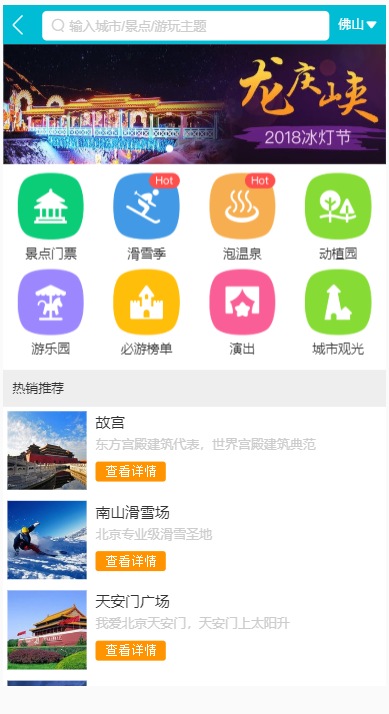 输入城市/景点/游玩主题
佛山
龙庆峡
2018冰灯节
Hot
Hot
景点门票
滑雪季
泡温泉
动植园
游乐园
必游榜单
演出
城市观光
热销推荐
故宫
东方宫殿建筑代表，世界宫殿建筑典范
查看详情
南山滑雪场
北京专业级滑雪圣地
查看详情
天安门广场
我爱北京天安门，天安门上太阳升
查看详情